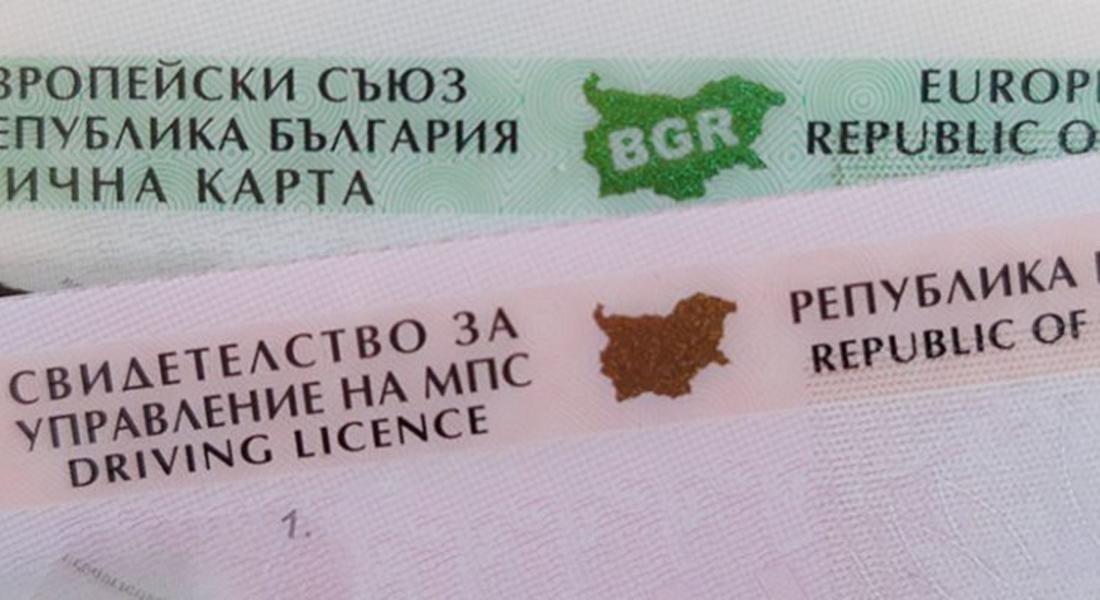 ВРОПЕЙСКИ СЪЮЗ
ЕПУБЛИКА БЪЛГАРИЯ
ИЧНА КАРТА
BGR
EUROPE
REPUBLIC O
СВИДЕТЕЛСТВО ЗА
УПРАВЛЕНИЕ НА МПС
DRIVING LICENCE
РЕПУБЛИКА
REPUBLIC OF
1.